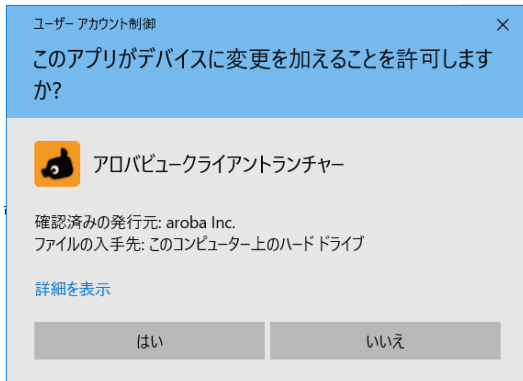 ユーザー アカウント制御
このアプリがデバイスに変更を加えることを許可します
か?
アロバビュークライアントランチャー
確認済みの発行元: aroba Inc.
ファイルの入手先: このコンピューター上のハード ドライブ
詳細を表示
はい
いいえ